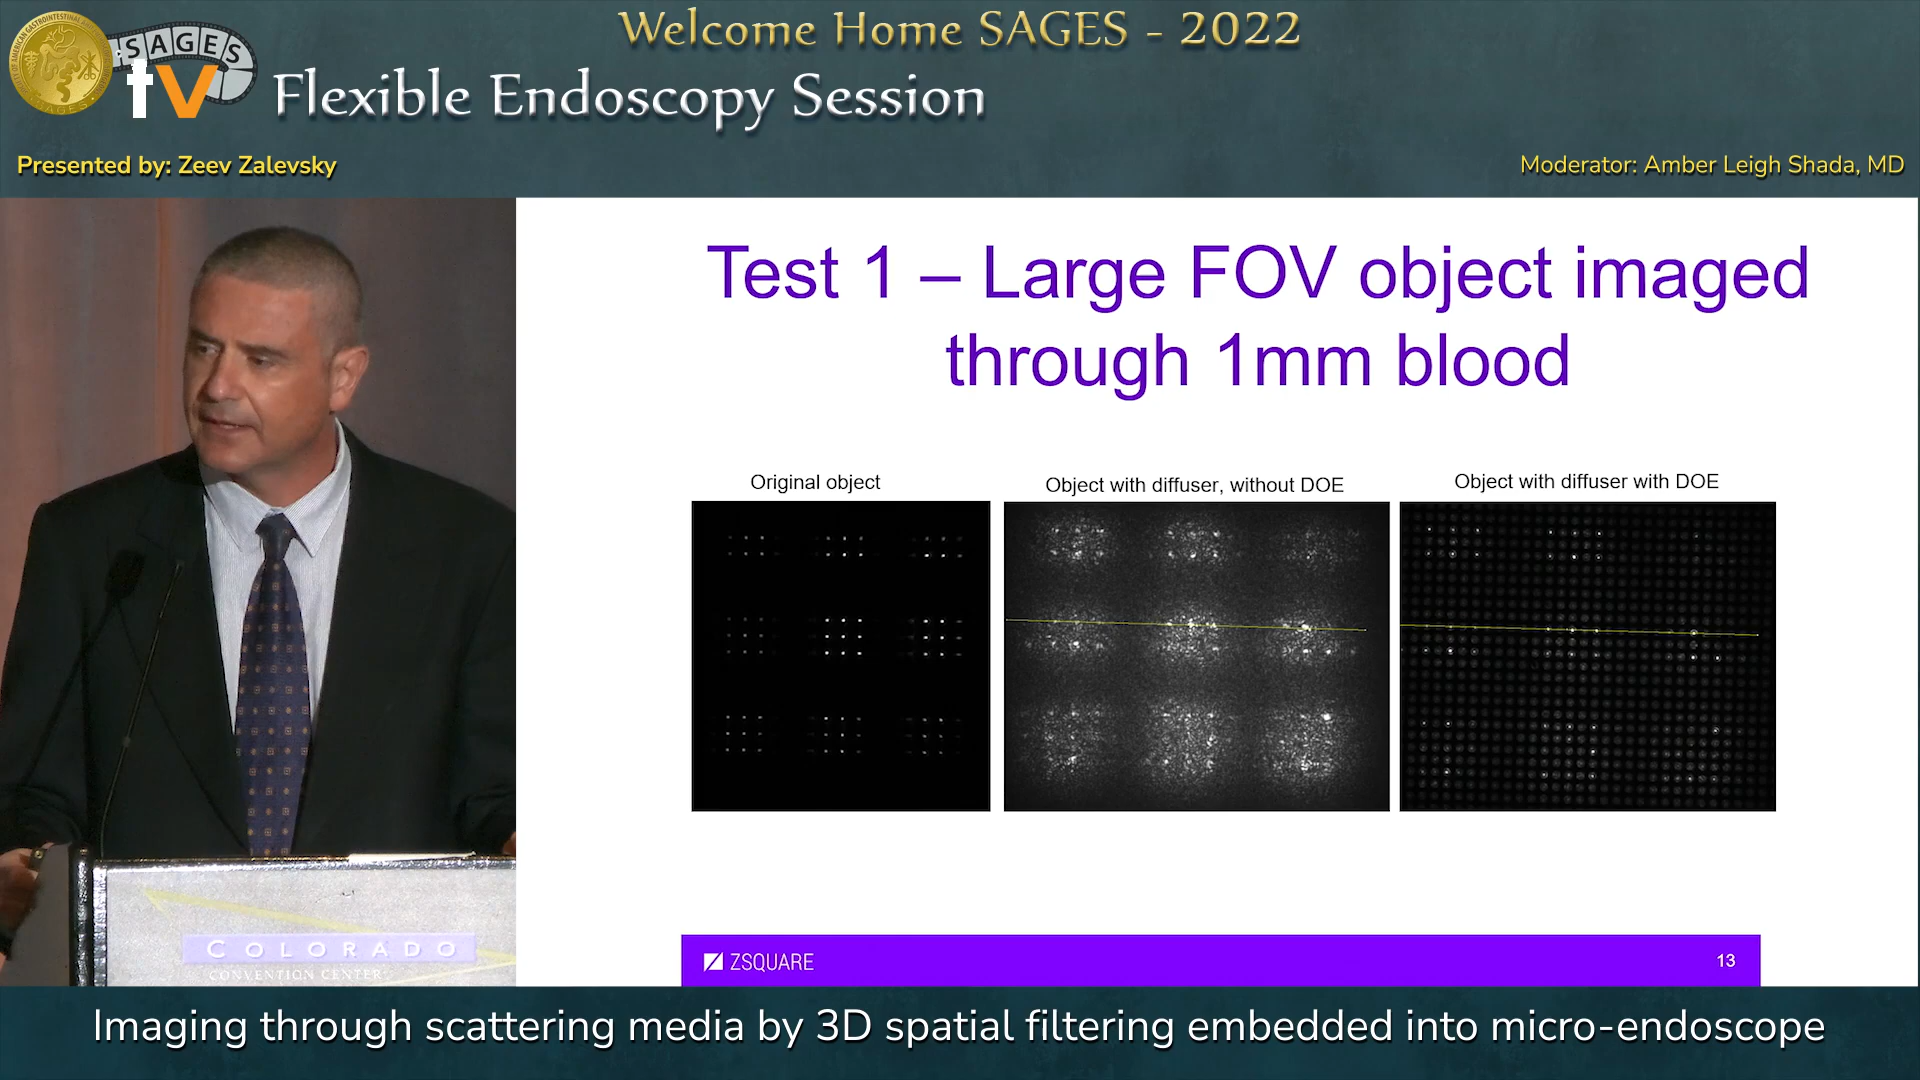 Welcome Home SAGES - 2022
SAGES
tv
Flexible Endoscopy Session
Presented by: Zeev Zalevsky
Moderator: Amber Leigh Shada, MD
Test 1 – Large FOV object imaged
through 1mm blood
Original object
Object with diffuser, without DOE
Object with diffuser with DOE
COLORADO
CONVENTION CENTER
ZSQUARE
13
Imaging through scattering media by 3D spatial filtering embedded into micro-endoscope